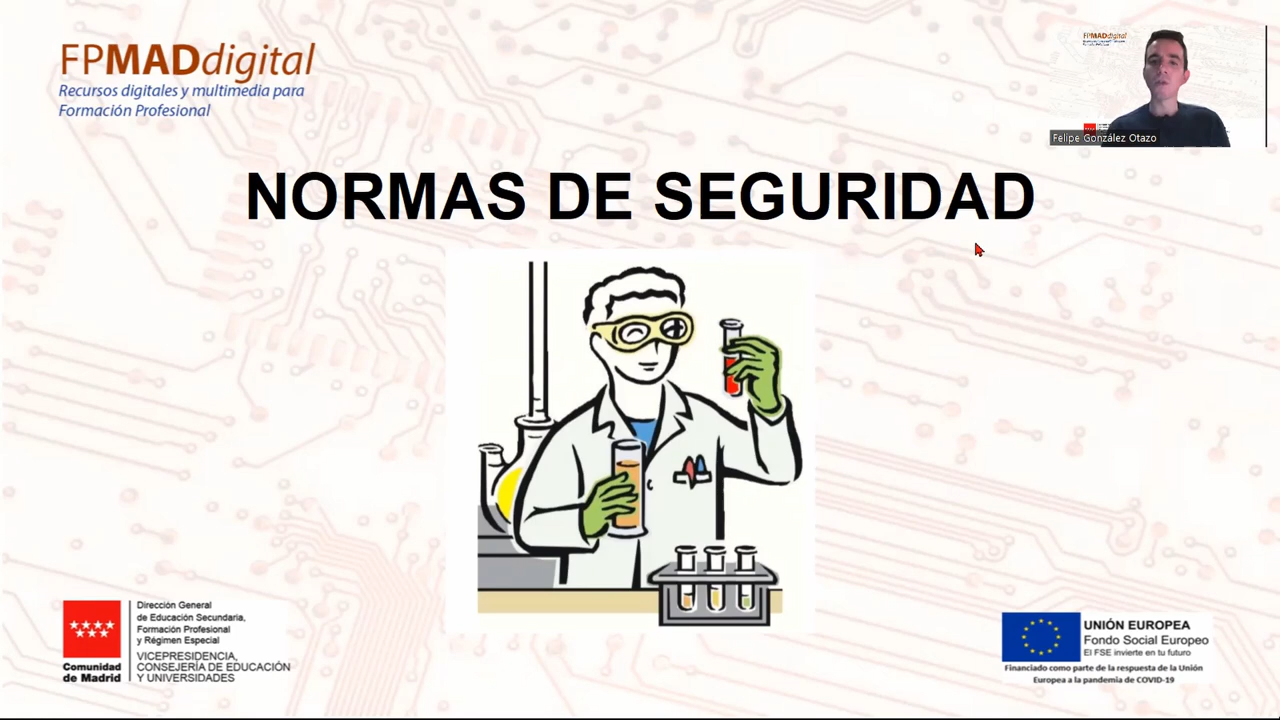 FPMADdigital
Recursos digitales y multimedia para
Formación Profesional
FPMADdigital
Felipe González Otazo
NORMAS DE SEGURIDAD
Comunidad
de Madrid
Dirección General
de Educación Secundaria,
Formación Profesional
y Régimen Especial
VICEPRESIDENCIA,
CONSEJERÍA DE EDUCACIÓN
Y UNIVERSIDADES
UNIÓN EUROPEA
Fondo Social Europeo
El FSE invierte en tu futuro
Financiado como parte de la respuesta de la Unión
Europea a la pandemia de COVID-19